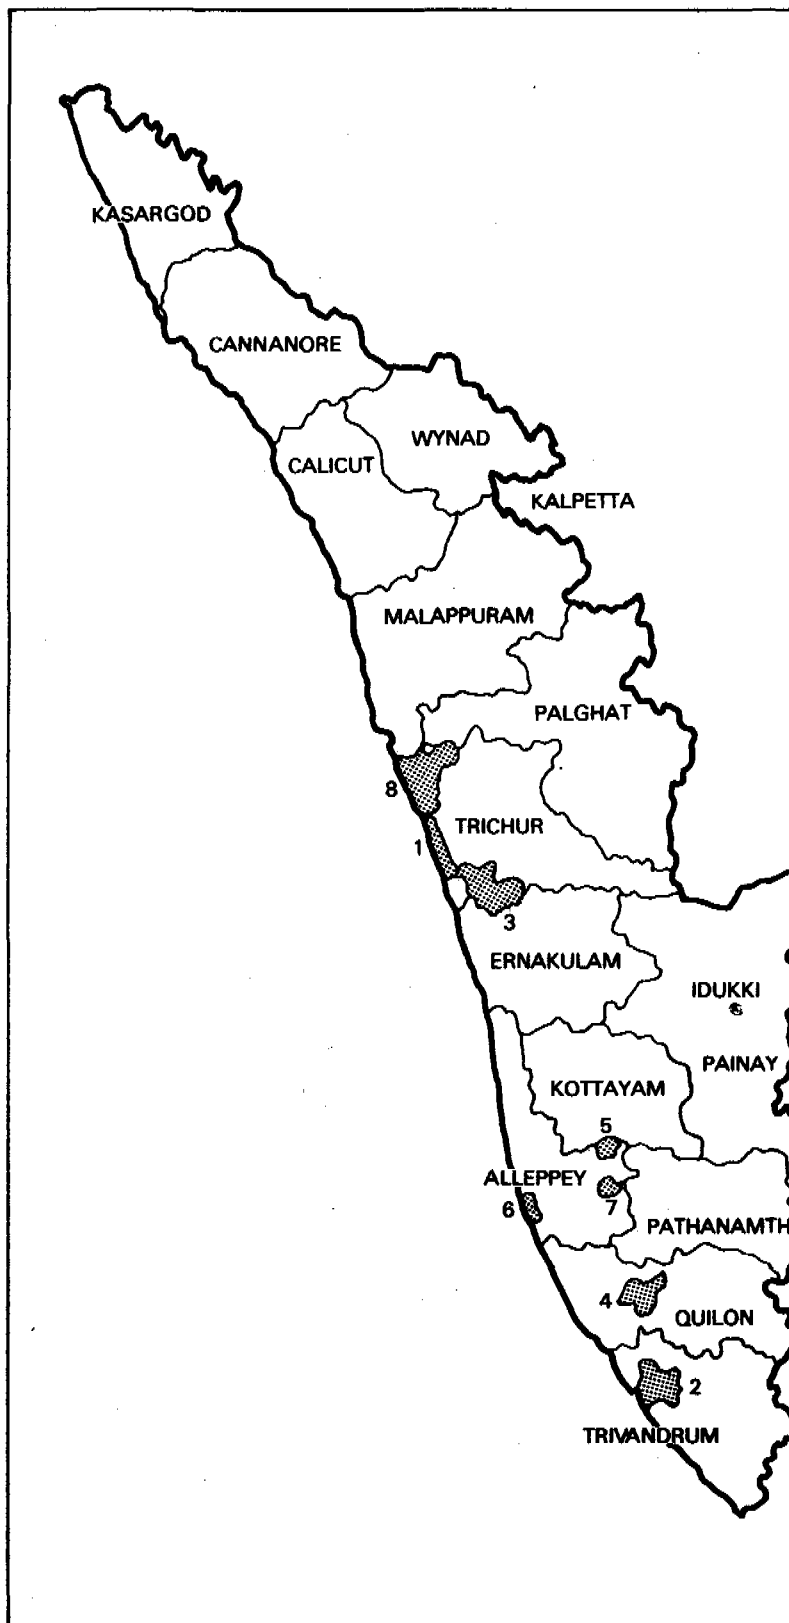 KASARGOD
CANNANORE
WYNAD
CALICUT
KALPETTA
MALAPPURAM
PALGHAT
8
TRICHUR
1
3
ERNAKULAM
IDUKKI
PAINAY
KOTTAYAM
5
ALLEPPEY
6
7
PATHANAMTH
4
QUILON
2
TRIVANDRUM